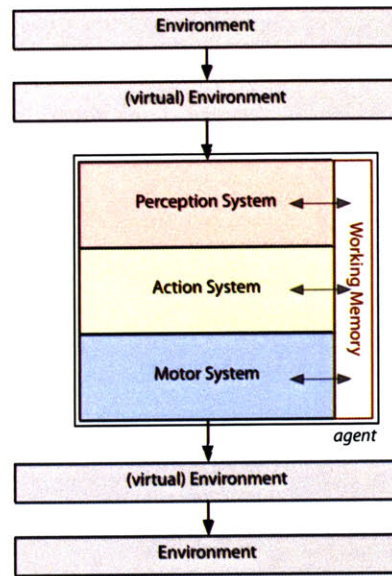 Environment
(virtual) Environment
Perception System
Action System
Motor System
Working Memory
agent
(virtual) Environment
Environment